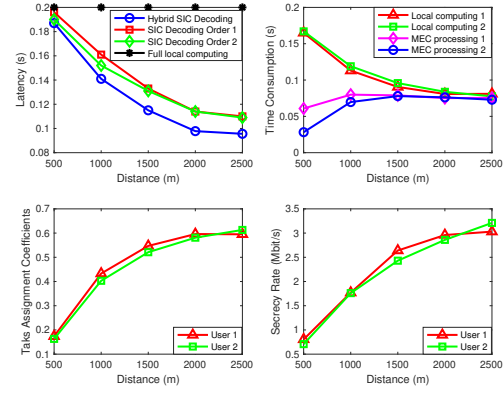 0.2
0.18
0.16
0.14
0.12
0.1
0.08
Latency (s)
500 1000 1500 2000 2500
Distance (m)
Hybrid SIC Decoding
SIC Decoding Order 1
SIC Decoding Order 2
Full local computing
0.2
0.15
0.1
0.05
0
Time Consumption (s)
500 1000 1500 2000 2500
Distance (m)
Local computing 1
Local computing 2
MEC processing 1
MEC processing 2
0.7
0.6
0.5
0.4
0.3
0.2
0.1
Taks Assignment Coefficients
500 1000 1500 2000 2500
Distance (m)
User 1
User 2
3.5
3
2.5
2
1.5
1
0.5
Secrecy Rate (Mbit/s)
500 1000 1500 2000 2500
Distance (m)
User 1
User 2